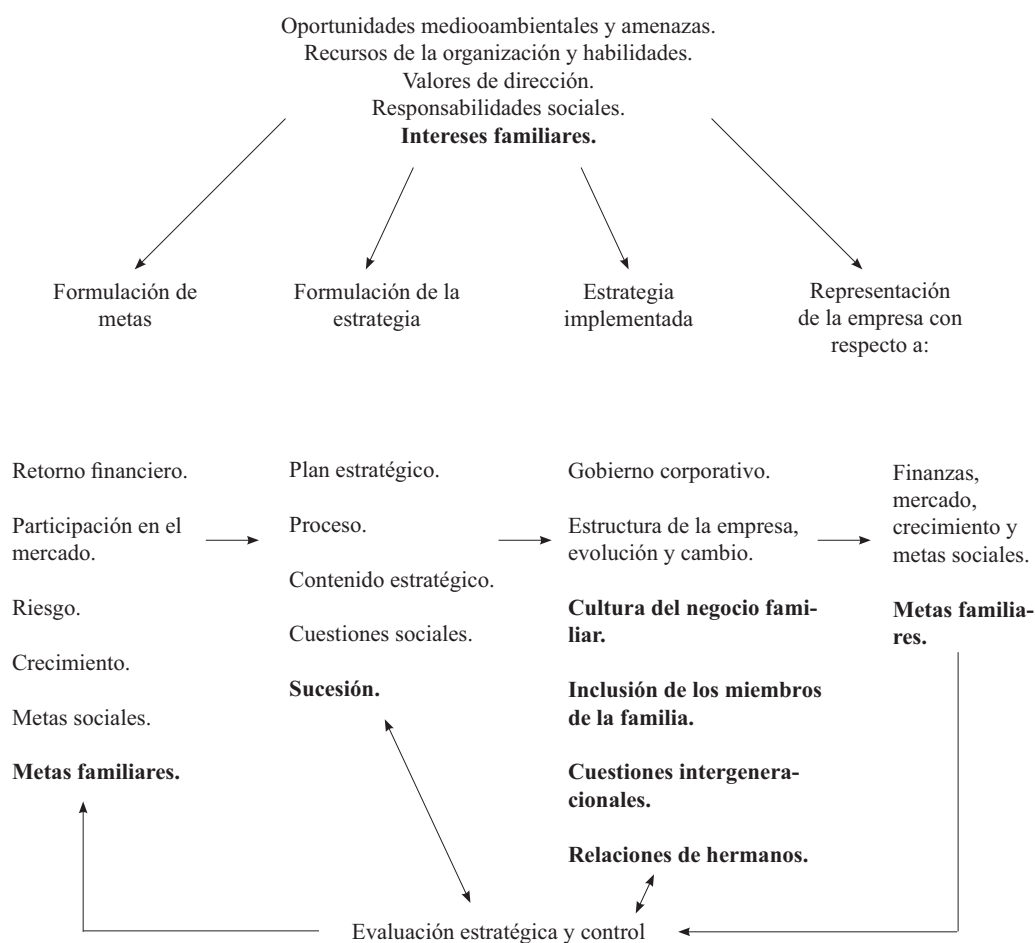 Oportunidades mediooambientales y amenazas.
Recursos de la organización y habilidades.
Valores de dirección.
Responsabilidades sociales.
Intereses familiares.
Formulación de
metas
Formulación de la
estrategia
Estrategia
implementada
Representación
de la empresa con
respecto a:
Retorno financiero.
Participación en el
mercado.
Riesgo.
Crecimiento.
Metas sociales.
Metas familiares.
Plan estratégico.
Proceso.
Contenido estratégico.
Cuestiones sociales.
Sucesión.
Gobierno corporativo.
Estructura de la empresa,
evolución y cambio.
Cultura del negocio fami-
liar.
Inclusión de los miembros
de la familia.
Cuestiones intergenera-
cionales.
Relaciones de hermanos.
Finanzas,
mercado,
crecimiento y
metas sociales.
Metas familia-
res.
Evaluación estratégica y control